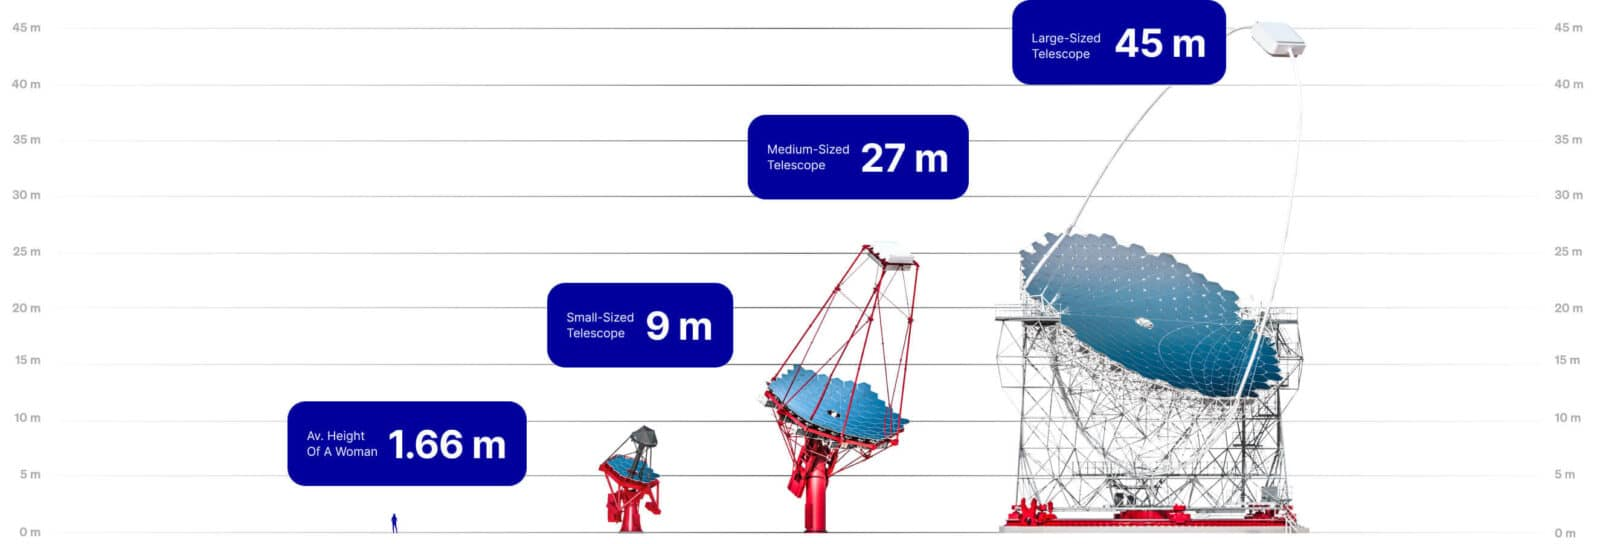 45 m
40 m
35 m
30 m
25 m
20 m
15 m
10 m
5 m
0 m
Av. Height
Of A Woman
1.66 m
Small-Sized
Telescope
9 m
Medium-Sized
Telescope
27 m
Large-Sized
Telescope
45 m
45 m
40 m
35 m
30 m
25 m
20 m
15 m
10 m
5 m
0 m